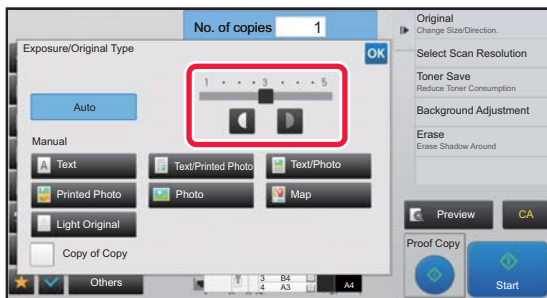 No. of copies 1
Exposure/Original Type
OK
1 3 5
Auto
Manual
A Text
Text/Printed Photo
Text/Photo
Printed Photo
Photo
Map
Light Original
Copy of Copy
Others
3 B4
4 A3
A4
Original
Change Size/Direction.
Select Scan Resolution
Toner Save
Reduce Toner Consumption
Background Adjustment
Erase
Erase Shadow Around
Preview
CA
Proof Copy
Start